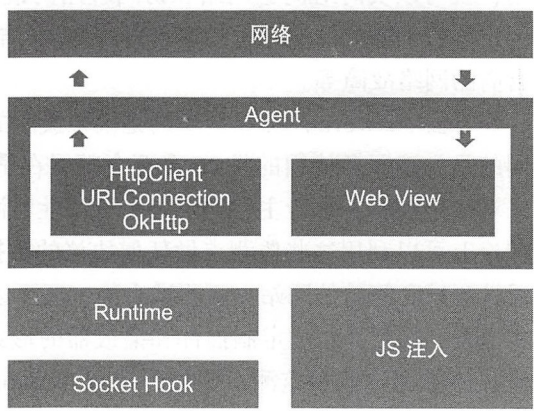 网络
Agent
HttpClient
URLConnection
OkHttp
Web View
Runtime
JS 注入
Socket Hook